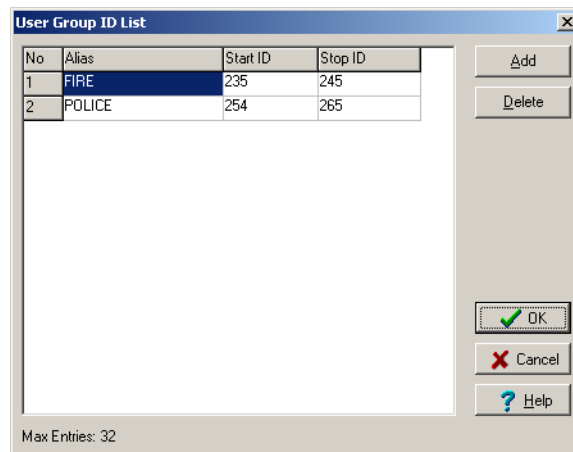 User Group ID List
No Alias Start ID Stop ID
1 FIRE 235 245
2 POLICE 254 265
Add
Delete
OK
Cancel
? Help
Max Entries: 32